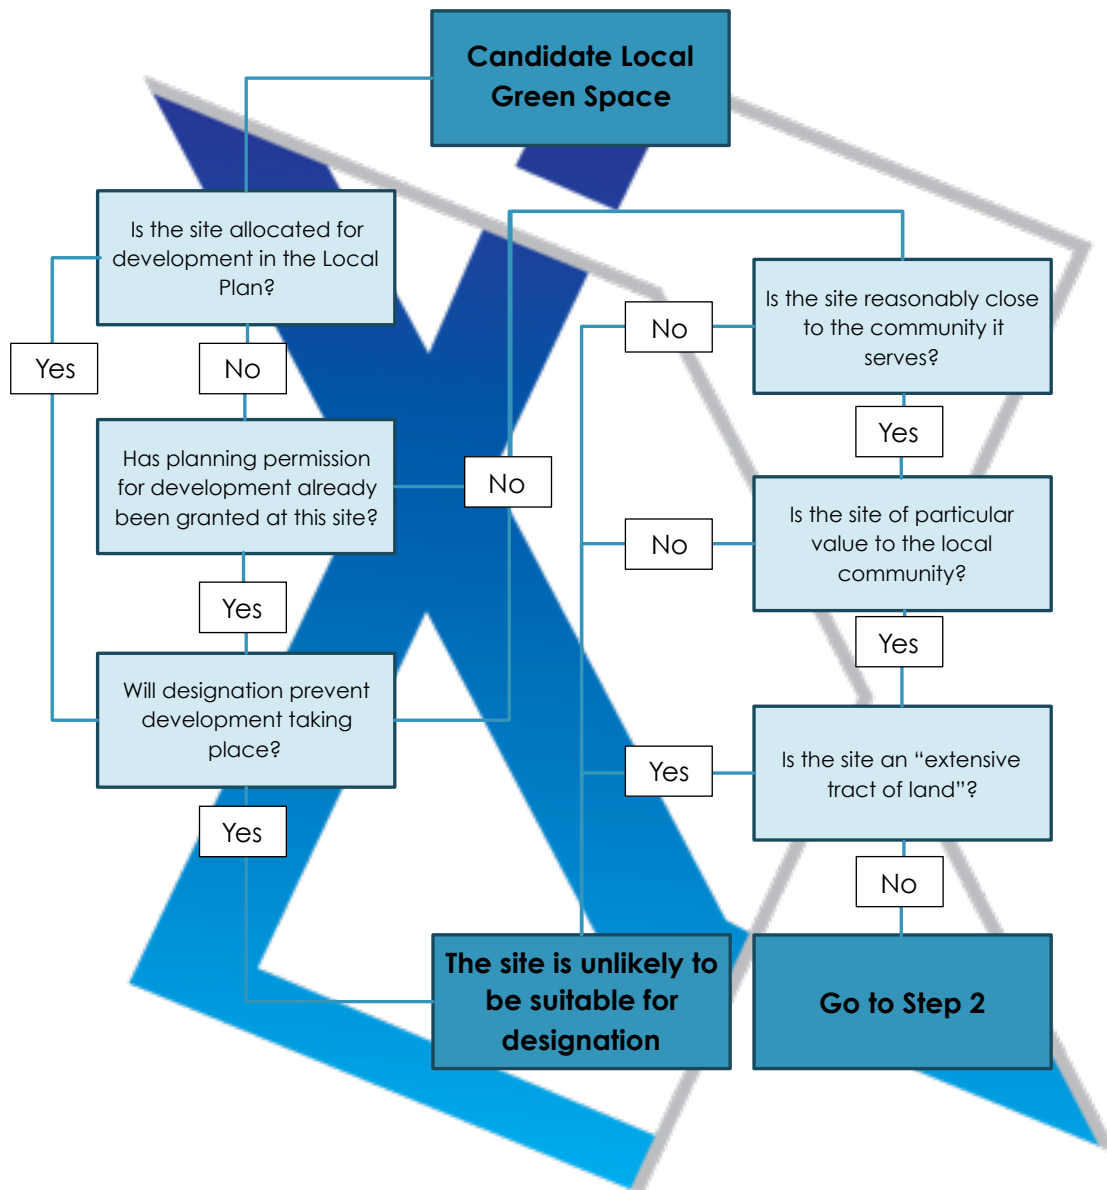 Candidate Local
Green Space
Is the site allocated for
development in the Local
Plan?
Yes
No
Has planning permission
for development already
been granted at this site?
No
Yes
Will designation prevent
development taking
place?
Yes
Is the site reasonably close
to the community it
serves?
No
Yes
Is the site of particular
value to the local
community?
No
Yes
Is the site an “extensive
tract of land”?
Yes
No
The site is unlikely to
be suitable for
designation
Go to Step 2